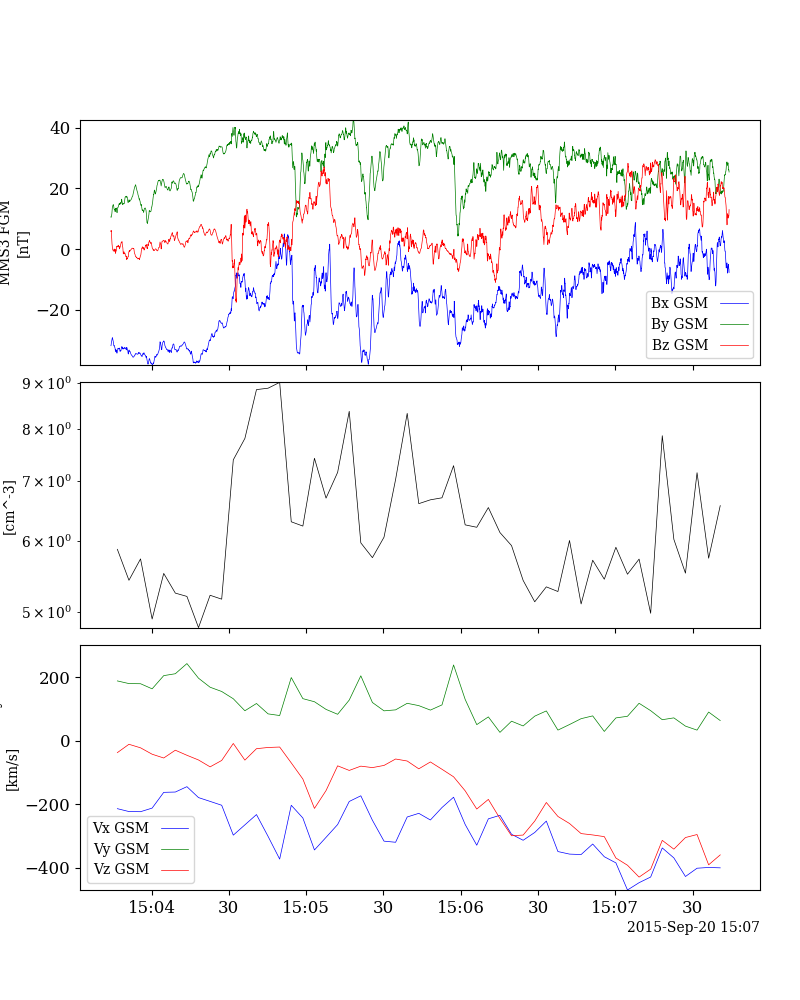 40
20
0
−20
MMS3 FGM
[nT]
Bx GSM
By GSM
Bz GSM
9 × 10⁰
8 × 10⁰
7 × 10⁰
6 × 10⁰
5 × 10⁰
[cm^-3]
200
0
−200
−400
[km/s]
Vx GSM
Vy GSM
Vz GSM
15:04 30 15:05 30 15:06 30 15:07 30
2015-Sep-20 15:07